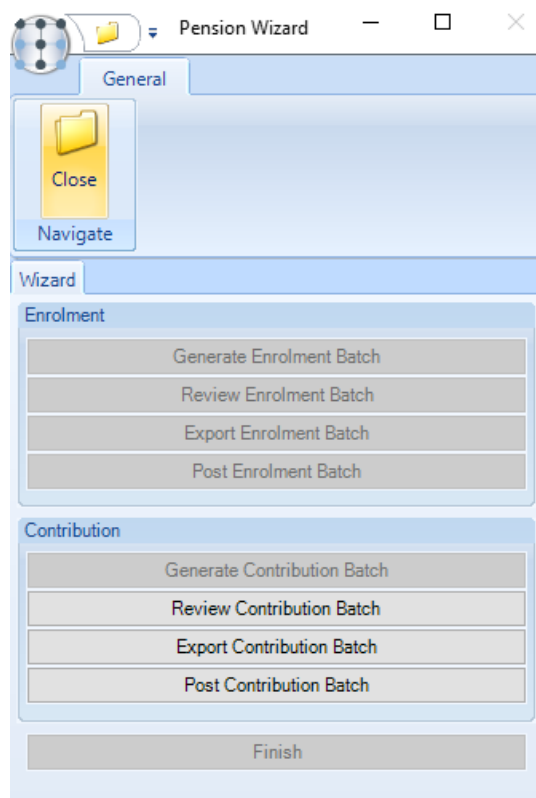 Pension Wizard
General
Close
Navigate
Wizard
Enrolment
Generate Enrolment Batch
Review Enrolment Batch
Export Enrolment Batch
Post Enrolment Batch
Contribution
Generate Contribution Batch
Review Contribution Batch
Export Contribution Batch
Post Contribution Batch
Finish